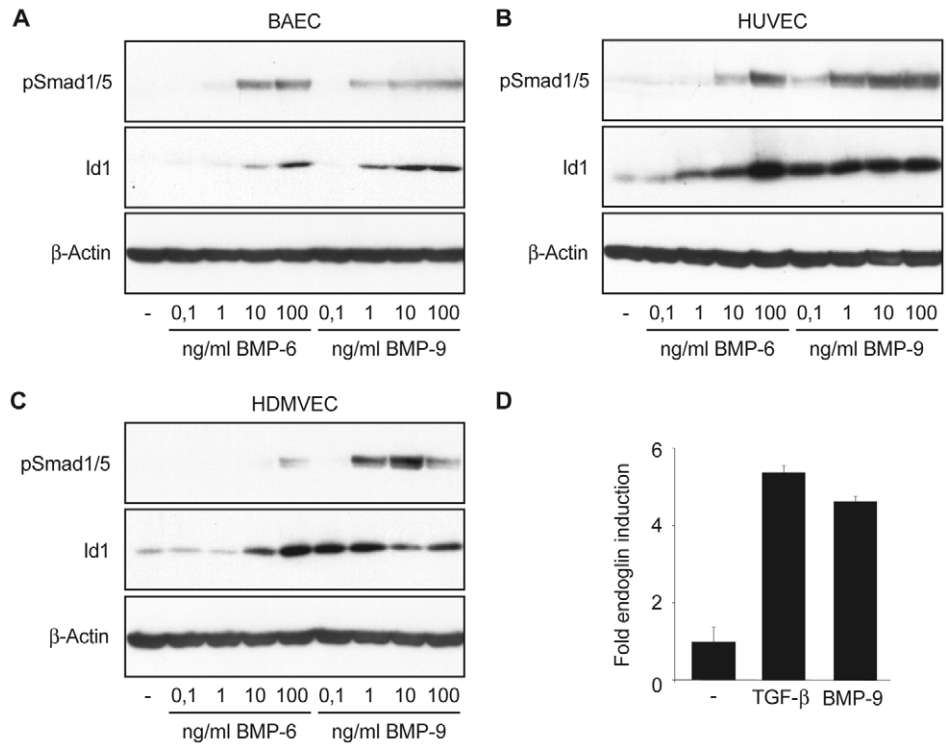 A
BAEC
pSmad1/5
Id1
β-Actin
- 0,1 1 10 100 0,1 1 10 100
ng/ml BMP-6 ng/ml BMP-9
B
HUVEC
pSmad1/5
Id1
β-Actin
- 0,1 1 10 100 0,1 1 10 100
ng/ml BMP-6 ng/ml BMP-9
C
HDMVEC
pSmad1/5
Id1
β-Actin
- 0,1 1 10 100 0,1 1 10 100
ng/ml BMP-6 ng/ml BMP-9
D
Fold endoglin induction
6
4
2
0
- TGF-β BMP-9